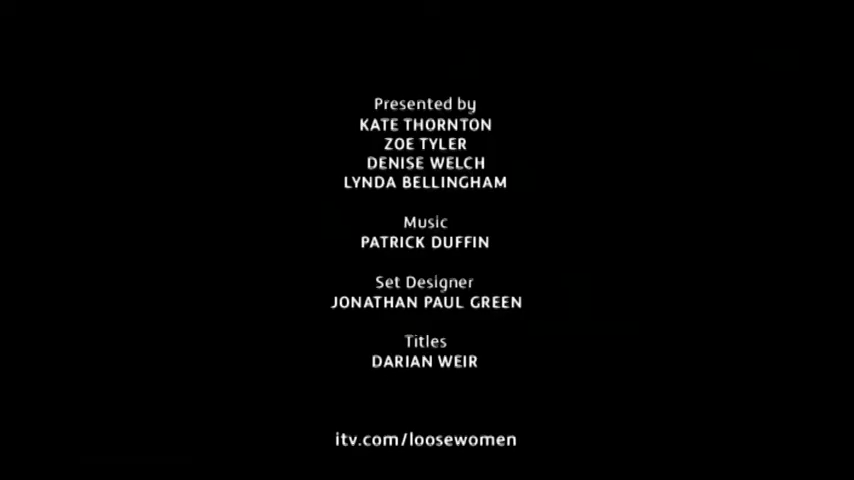 Presented by
KATE THORNTON
ZOE TYLER
DENISE WELCH
LYNDA BELLINGHAM
Music
PATRICK DUFFIN
Set Designer
JONATHAN PAUL GREEN
Titles
DARIAN WEIR
itv.com/loosewomen